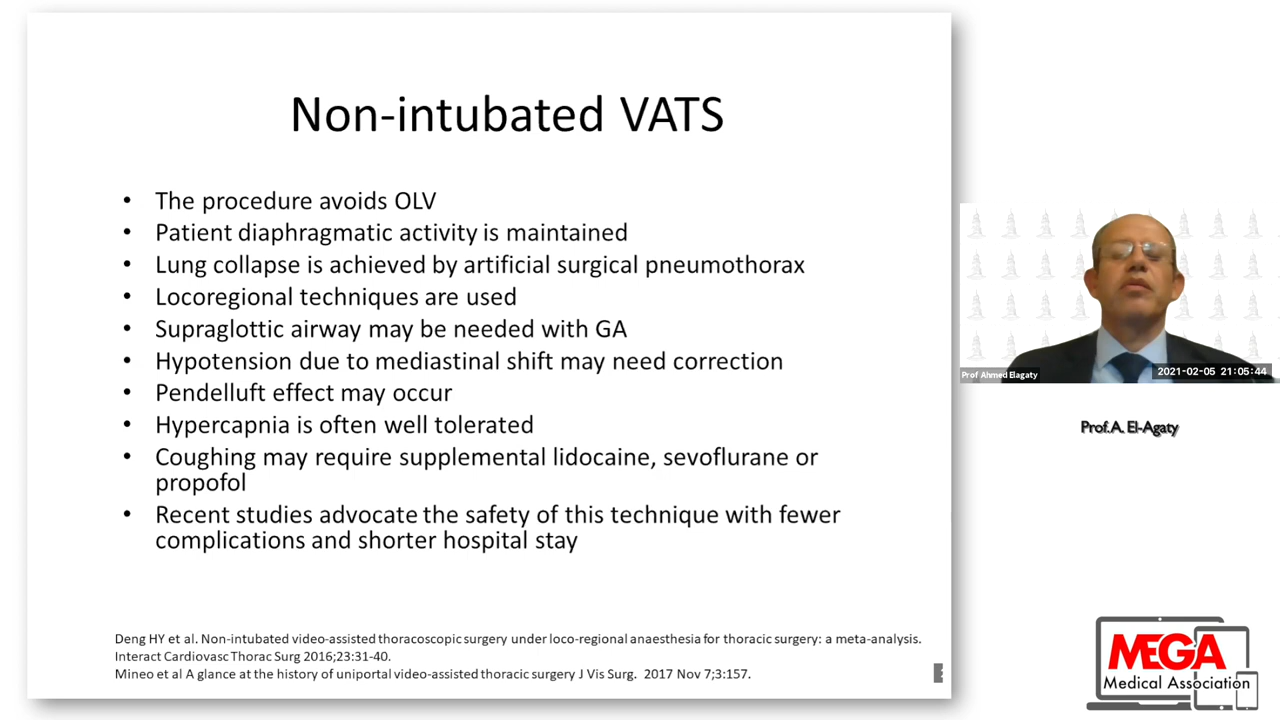 Non-intubated VATS
• The procedure avoids OLV
• Patient diaphragmatic activity is maintained
• Lung collapse is achieved by artificial surgical pneumothorax
• Locoregional techniques are used
• Supraglottic airway may be needed with GA
• Hypotension due to mediastinal shift may need correction
• Pendelluft effect may occur
• Hypercapnia is often well tolerated
• Coughing may require supplemental lidocaine, sevoflurane or
propofol
• Recent studies advocate the safety of this technique with fewer
complications and shorter hospital stay
Deng HY et al. Non-intubated video-assisted thoracoscopic surgery under loco-regional anaesthesia for thoracic surgery: a meta-analysis.
Interact Cardiovasc Thorac Surg 2016;23:31-40.
Mineo et al A glance at the history of uniportal video-assisted thoracic surgery J Vis Surg. 2017 Nov 7;3:157.
Prof Ahmed Elagaty
2021-02-05 21:05:44
Prof.A. El-Agaty
MEGA
Medical Association